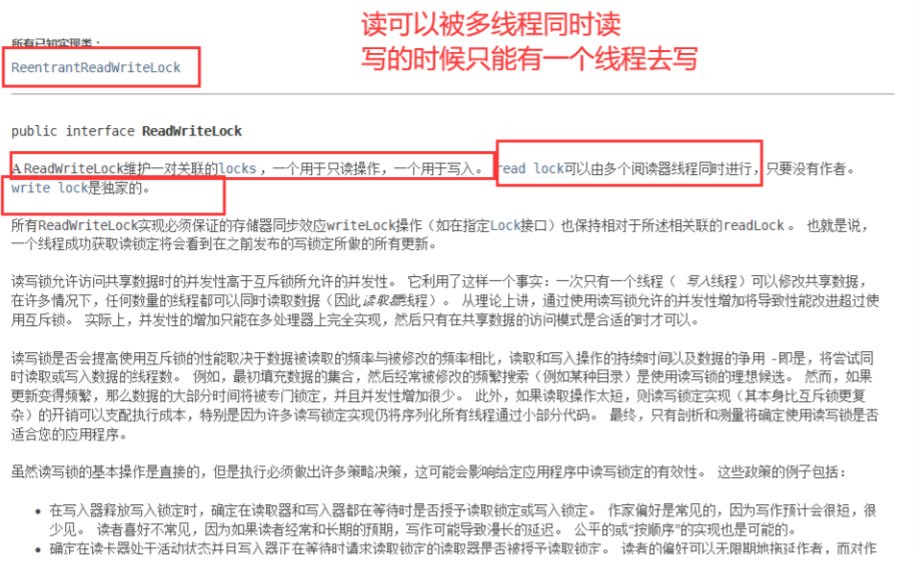 读可以被多线程同时读
写的时候只能有一个线程去写
所有已知实现类：
ReentrantReadWriteLock
public interface ReadWriteLock
A ReadWriteLock维护一对关联的locks ，一个用于只读操作，一个用于写入。 read lock可以由多个阅读器线程同时进行，只要没有作者。
write lock是独家的。
所有ReadWriteLock实现必须保证的存储器同步效应writeLock操作（如在指定Lock接口）也保持相对于所述相关联的readLock 。 也就是说，
一个线程成功获取读锁定将会看到在之前发布的写锁定所做的所有更新。
读写锁允许访问共享数据时的并发性高于互斥锁所允许的并发性。 它利用了这样一个事实：一次只有一个线程（ 写入线程）可以修改共享数据，
在许多情况下，任何数量的线程都可以同时读取数据（因此读取器线程）。 从理论上讲，通过使用读写锁允许的并发性增加将导致性能改进超过使
用互斥锁。 实际上，并发性的增加只能在多处理器上完全实现，然后只有在共享数据的访问模式是合适的时才可以。
读写锁是否会提高使用互斥锁的性能取决于数据被读取的频率与被修改的频率相比，读取和写入操作的持续时间以及数据的争用 -即是，将尝试同
时读取或写入数据的线程数。 例如，最初填充数据的集合，然后经常被修改的频繁搜索（例如某种目录）是使用读写锁的理想候选。 然而，如果
更新变得频繁，那么数据的大部分时间将被专门锁定，并且并发性增加很少。 此外，如果读取操作太短，则读写锁定实现（其本身比互斥锁更复
杂）的开销可以支配执行成本，特别是因为许多读写锁定实现仍将序列化所有线程通过小部分代码。 最终，只有剖析和测量将确定使用读写锁是否
适合您的应用程序。
虽然读写锁的基本操作是直接的，但是执行必须做出许多策略决策，这可能会影响给定应用程序中读写锁定的有效性。 这些政策的例子包括：
• 在写入器释放写入锁定时，确定在读取器和写入器都在等待时是否授予读取锁定或写入锁定。 作家偏好是常见的，因为写作预计会很短，很
少见。 读者喜好不常见，因为如果读者经常和长期的预期，写作可能导致漫长的延迟。 公平的或“按顺序”的实现也是可能的。
• 确定在读卡器处于活动状态并且写入器正在等待时请求读取锁定的读取器是否被授予读取锁定。 读者的偏好可以无限期地拖延作者，而对作